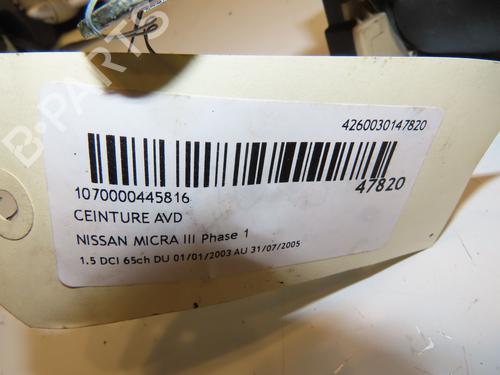 B-PARTS
4260030147820
47820
1070000445816
CEINTURE AVD
NISSAN MICRA III Phase 1
1.5 DCI 65ch DU 01/01/2003 AU 31/07/2005